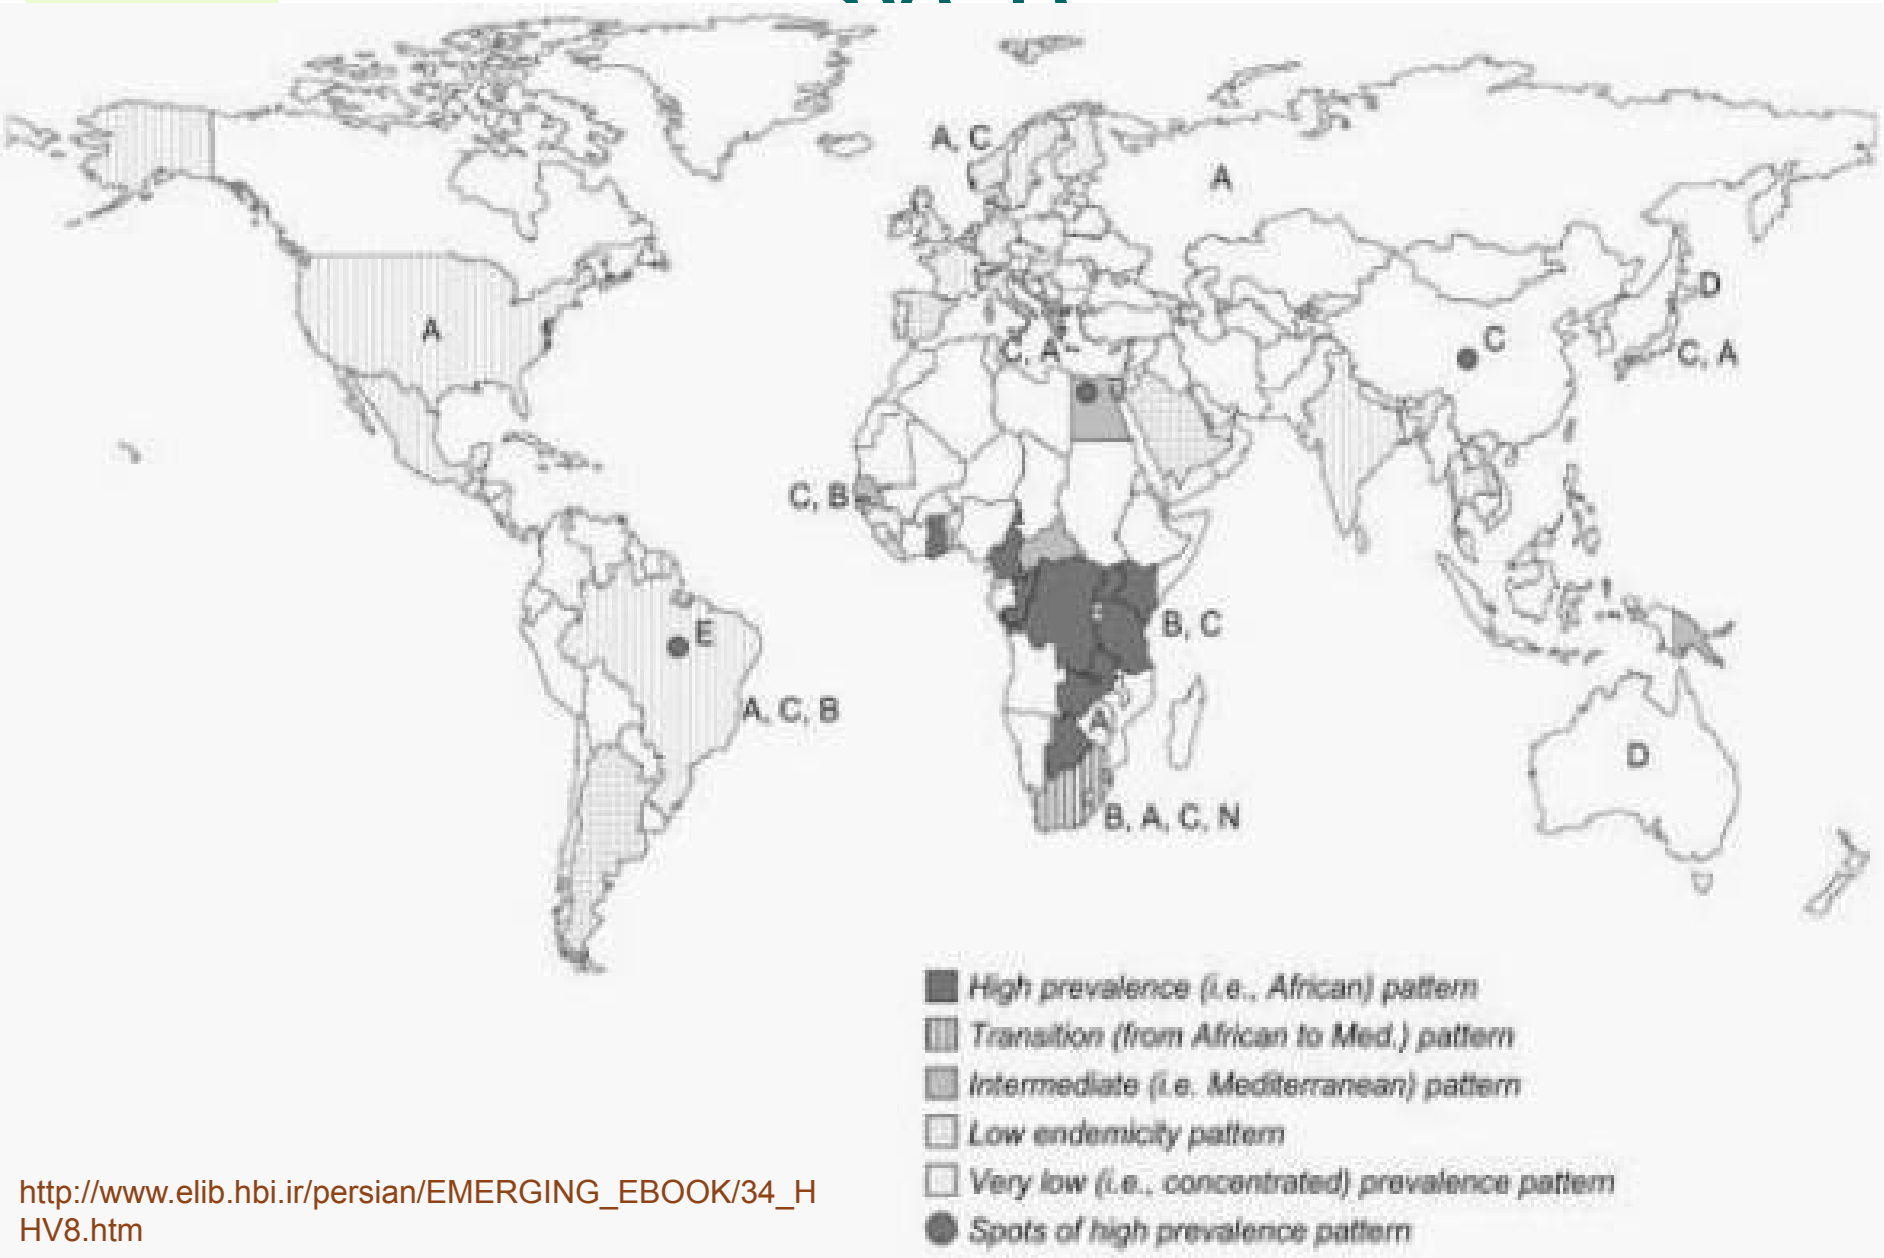 A, C
A
D
A
C
C, A
C, A
C, B
E
B, C
A, C, B
A
D
B, A, C, N
High prevalence (i.e., African) pattern
Transition (from African to Med.) pattern
Intermediate (i.e. Mediterranean) pattern
Low endemicity pattern
Very low (i.e., concentrated) prevalence pattern
Spots of high prevalence pattern
http://www.elib.hbi.ir/persian/EMERGING_EBOOK/34_H
HV8.htm